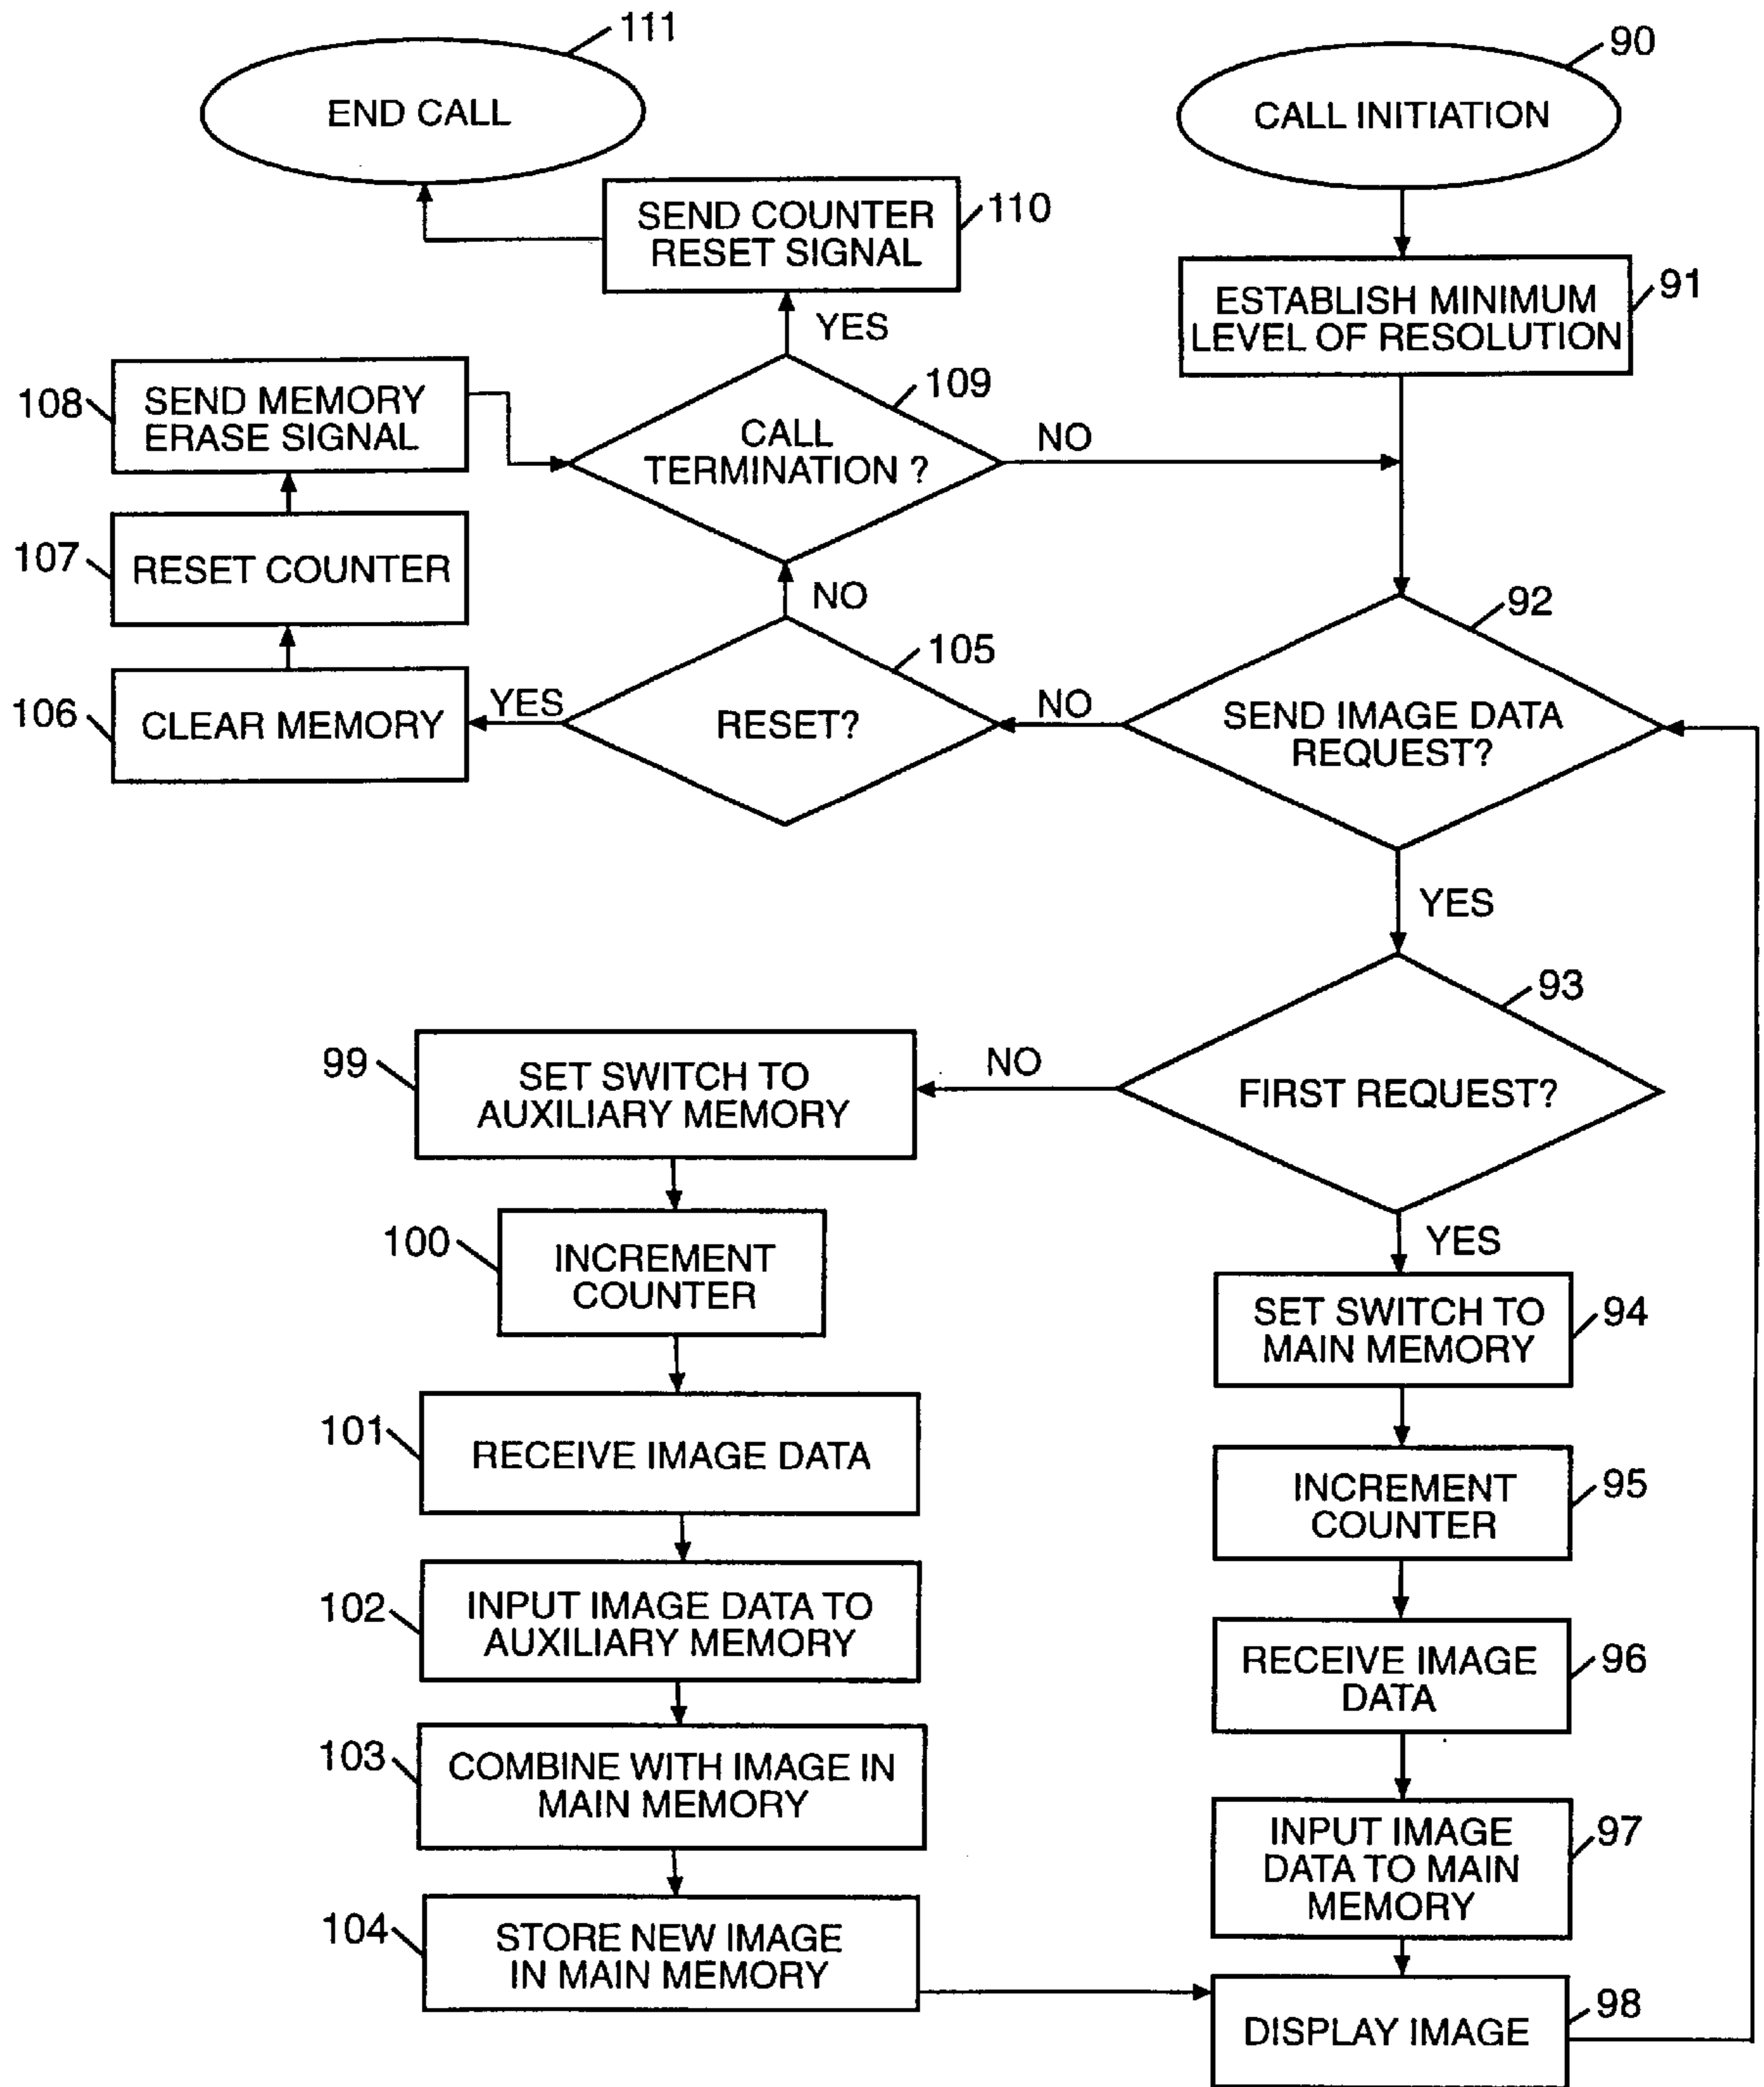 111
END CALL
90
CALL INITIATION
SEND COUNTER
RESET SIGNAL
110
ESTABLISH MINIMUM
LEVEL OF RESOLUTION
91
YES
108
SEND MEMORY
ERASE SIGNAL
109
CALL
TERMINATION ?
NO
107
RESET COUNTER
NO
92
106
CLEAR MEMORY
YES
105
RESET?
NO
SEND IMAGE DATA
REQUEST?
YES
93
FIRST REQUEST?
NO
99
SET SWITCH TO
AUXILIARY MEMORY
YES
100
INCREMENT
COUNTER
SET SWITCH TO
MAIN MEMORY
94
101
RECEIVE IMAGE DATA
INCREMENT
COUNTER
95
102
INPUT IMAGE DATA TO
AUXILIARY MEMORY
RECEIVE IMAGE
DATA
96
103
COMBINE WITH IMAGE IN
MAIN MEMORY
INPUT IMAGE
DATA TO MAIN
MEMORY
97
104
STORE NEW IMAGE
IN MAIN MEMORY
DISPLAY IMAGE
98